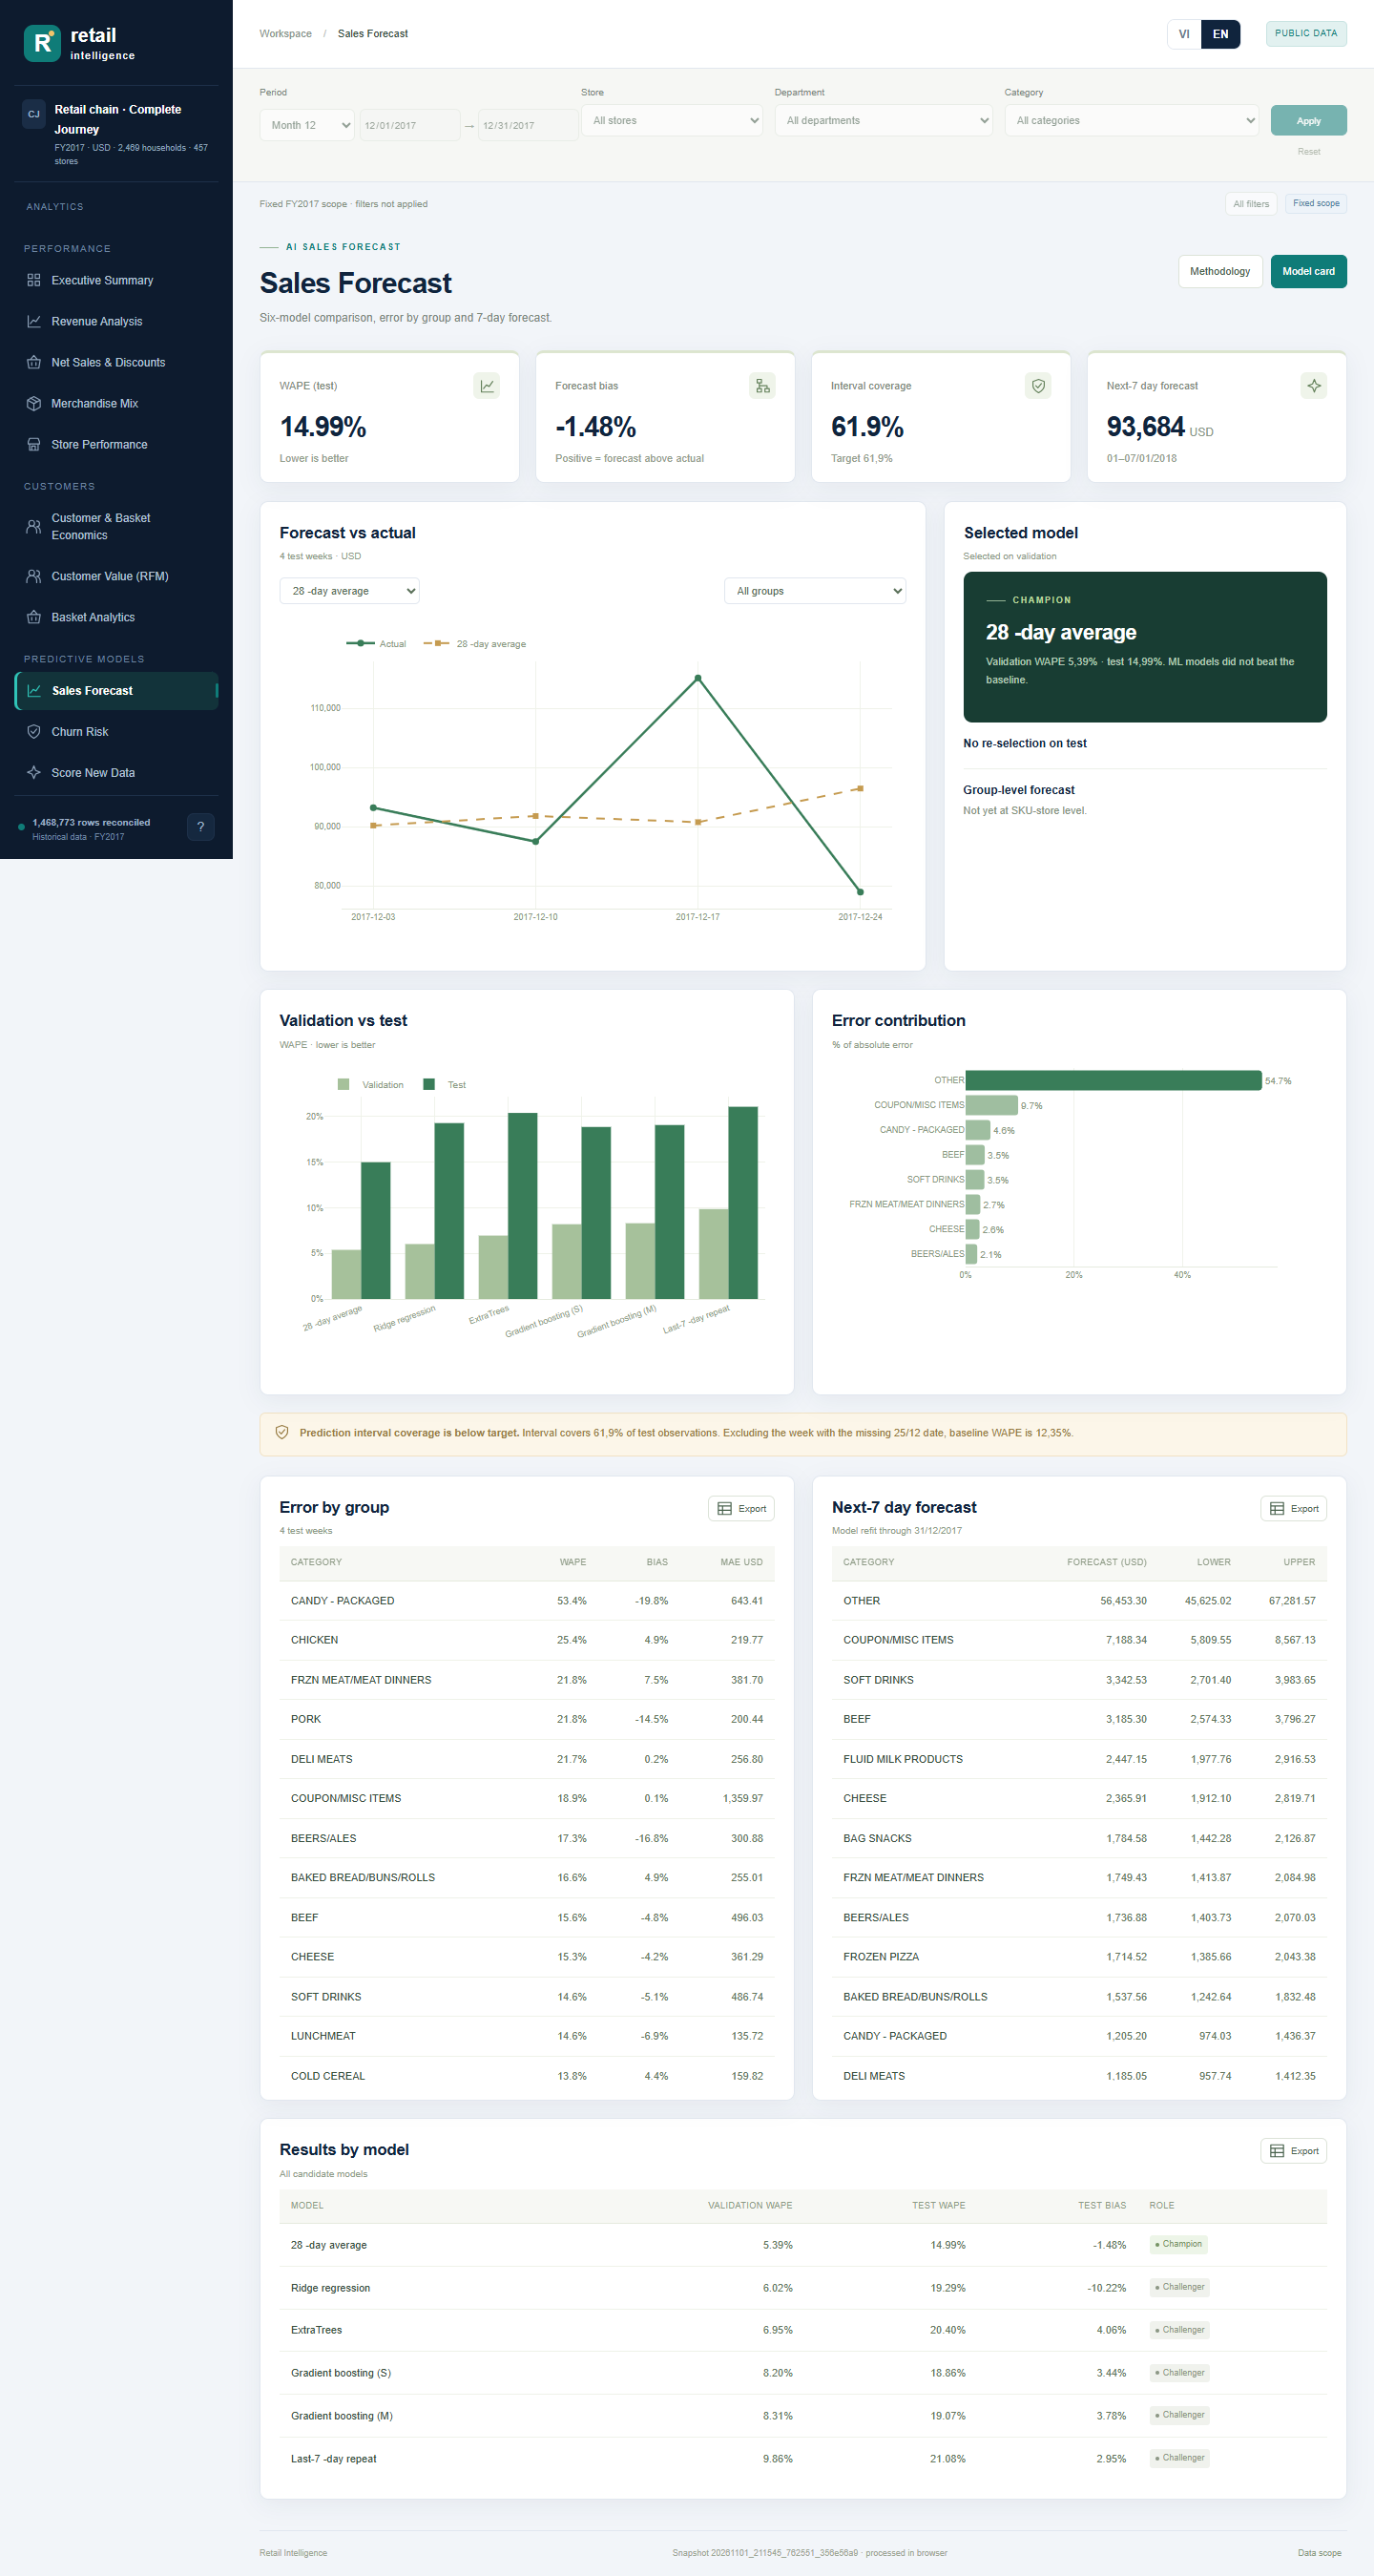 retail
intelligence
CJ
Retail chain · Complete
Journey
FY2017 · USD · 2,469 households · 457
stores
ANALYTICS
PERFORMANCE
Executive Summary
Revenue Analysis
Net Sales & Discounts
Merchandise Mix
Store Performance
CUSTOMERS
Customer & Basket
Economics
Customer Value (RFM)
Basket Analytics
PREDICTIVE MODELS
Sales Forecast
Churn Risk
Score New Data
1,468,773 rows reconciled
Historical data · FY2017
?
Workspace / Sales Forecast
VI EN PUBLIC DATA
Period Store Department Category
Month 12 12/01/2017 → 12/31/2017 All stores All departments All categories Apply
Reset
Fixed FY2017 scope · filters not applied All filters Fixed scope
AI SALES FORECAST
Sales Forecast
Methodology Model card
Six-model comparison, error by group and 7-day forecast.
WAPE (test)
14.99%
Lower is better
Forecast bias
-1.48%
Positive = forecast above actual
Interval coverage
61.9%
Target 61,9%
Next-7 day forecast
93,684 USD
01–07/01/2018
Forecast vs actual
4 test weeks · USD
28 -day average All groups
Actual 28 -day average
110,000
100,000
90,000
80,000
2017-12-03 2017-12-10 2017-12-17 2017-12-24
Selected model
Selected on validation
CHAMPION
28 -day average
Validation WAPE 5,39% · test 14,99%. ML models did not beat the
baseline.
No re-selection on test
Group-level forecast
Not yet at SKU-store level.
Validation vs test
WAPE · lower is better
Validation Test
20%
15%
10%
5%
0%
28 -day average Ridge regression ExtraTrees Gradient boosting (S) Gradient boosting (M) Last-7 -day repeat
Error contribution
% of absolute error
OTHER 54.7%
COUPON/MISC ITEMS 9.7%
CANDY - PACKAGED 4.6%
BEEF 3.5%
SOFT DRINKS 3.5%
FRZN MEAT/MEAT DINNERS 2.7%
CHEESE 2.6%
BEERS/ALES 2.1%
0% 20% 40%
Prediction interval coverage is below target. Interval covers 61,9% of test observations. Excluding the week with the missing 25/12 date, baseline WAPE is 12,35%.
Error by group Export
4 test weeks
CATEGORY WAPE BIAS MAE USD
CANDY - PACKAGED 53.4% -19.8% 643.41
CHICKEN 25.4% 4.9% 219.77
FRZN MEAT/MEAT DINNERS 21.8% 7.5% 381.70
PORK 21.8% -14.5% 200.44
DELI MEATS 21.7% 0.2% 256.80
COUPON/MISC ITEMS 18.9% 0.1% 1,359.97
BEERS/ALES 17.3% -16.8% 300.88
BAKED BREAD/BUNS/ROLLS 16.6% 4.9% 255.01
BEEF 15.6% -4.8% 496.03
CHEESE 15.3% -4.2% 361.29
SOFT DRINKS 14.6% -5.1% 486.74
LUNCHMEAT 14.6% -6.9% 135.72
COLD CEREAL 13.8% 4.4% 159.82
Next-7 day forecast Export
Model refit through 31/12/2017
CATEGORY FORECAST (USD) LOWER UPPER
OTHER 56,453.30 45,625.02 67,281.57
COUPON/MISC ITEMS 7,188.34 5,809.55 8,567.13
SOFT DRINKS 3,342.53 2,701.40 3,983.65
BEEF 3,185.30 2,574.33 3,796.27
FLUID MILK PRODUCTS 2,447.15 1,977.76 2,916.53
CHEESE 2,365.91 1,912.10 2,819.71
BAG SNACKS 1,784.58 1,442.28 2,126.87
FRZN MEAT/MEAT DINNERS 1,749.43 1,413.87 2,084.98
BEERS/ALES 1,736.88 1,403.73 2,070.03
FROZEN PIZZA 1,714.52 1,385.66 2,043.38
BAKED BREAD/BUNS/ROLLS 1,537.56 1,242.64 1,832.48
CANDY - PACKAGED 1,205.20 974.03 1,436.37
DELI MEATS 1,185.05 957.74 1,412.35
Results by model Export
All candidate models
MODEL VALIDATION WAPE TEST WAPE TEST BIAS ROLE
28 -day average 5.39% 14.99% -1.48% Champion
Ridge regression 6.02% 19.29% -10.22% Challenger
ExtraTrees 6.95% 20.40% 4.06% Challenger
Gradient boosting (S) 8.20% 18.86% 3.44% Challenger
Gradient boosting (M) 8.31% 19.07% 3.78% Challenger
Last-7 -day repeat 9.86% 21.08% 2.95% Challenger
Retail Intelligence Snapshot 20261101_211545_762551_356e56a9 · processed in browser Data scope